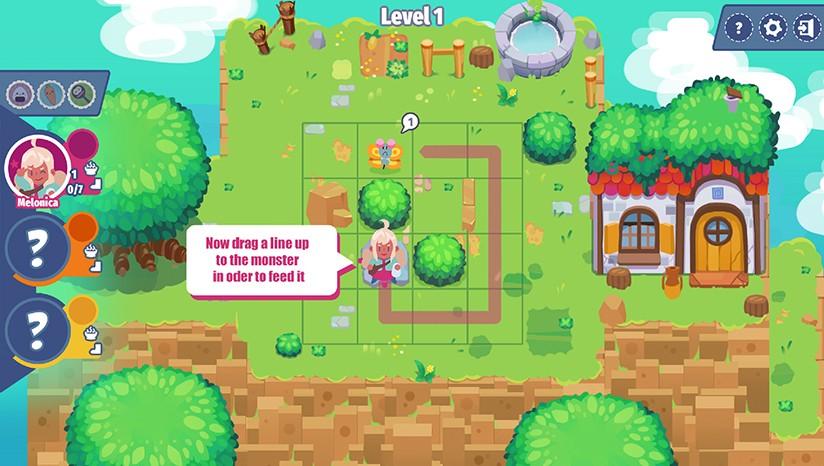 Level 1
?
1
1
0/7
Melonica
?
Now drag a line up
to the monster
in oder to feed it
?